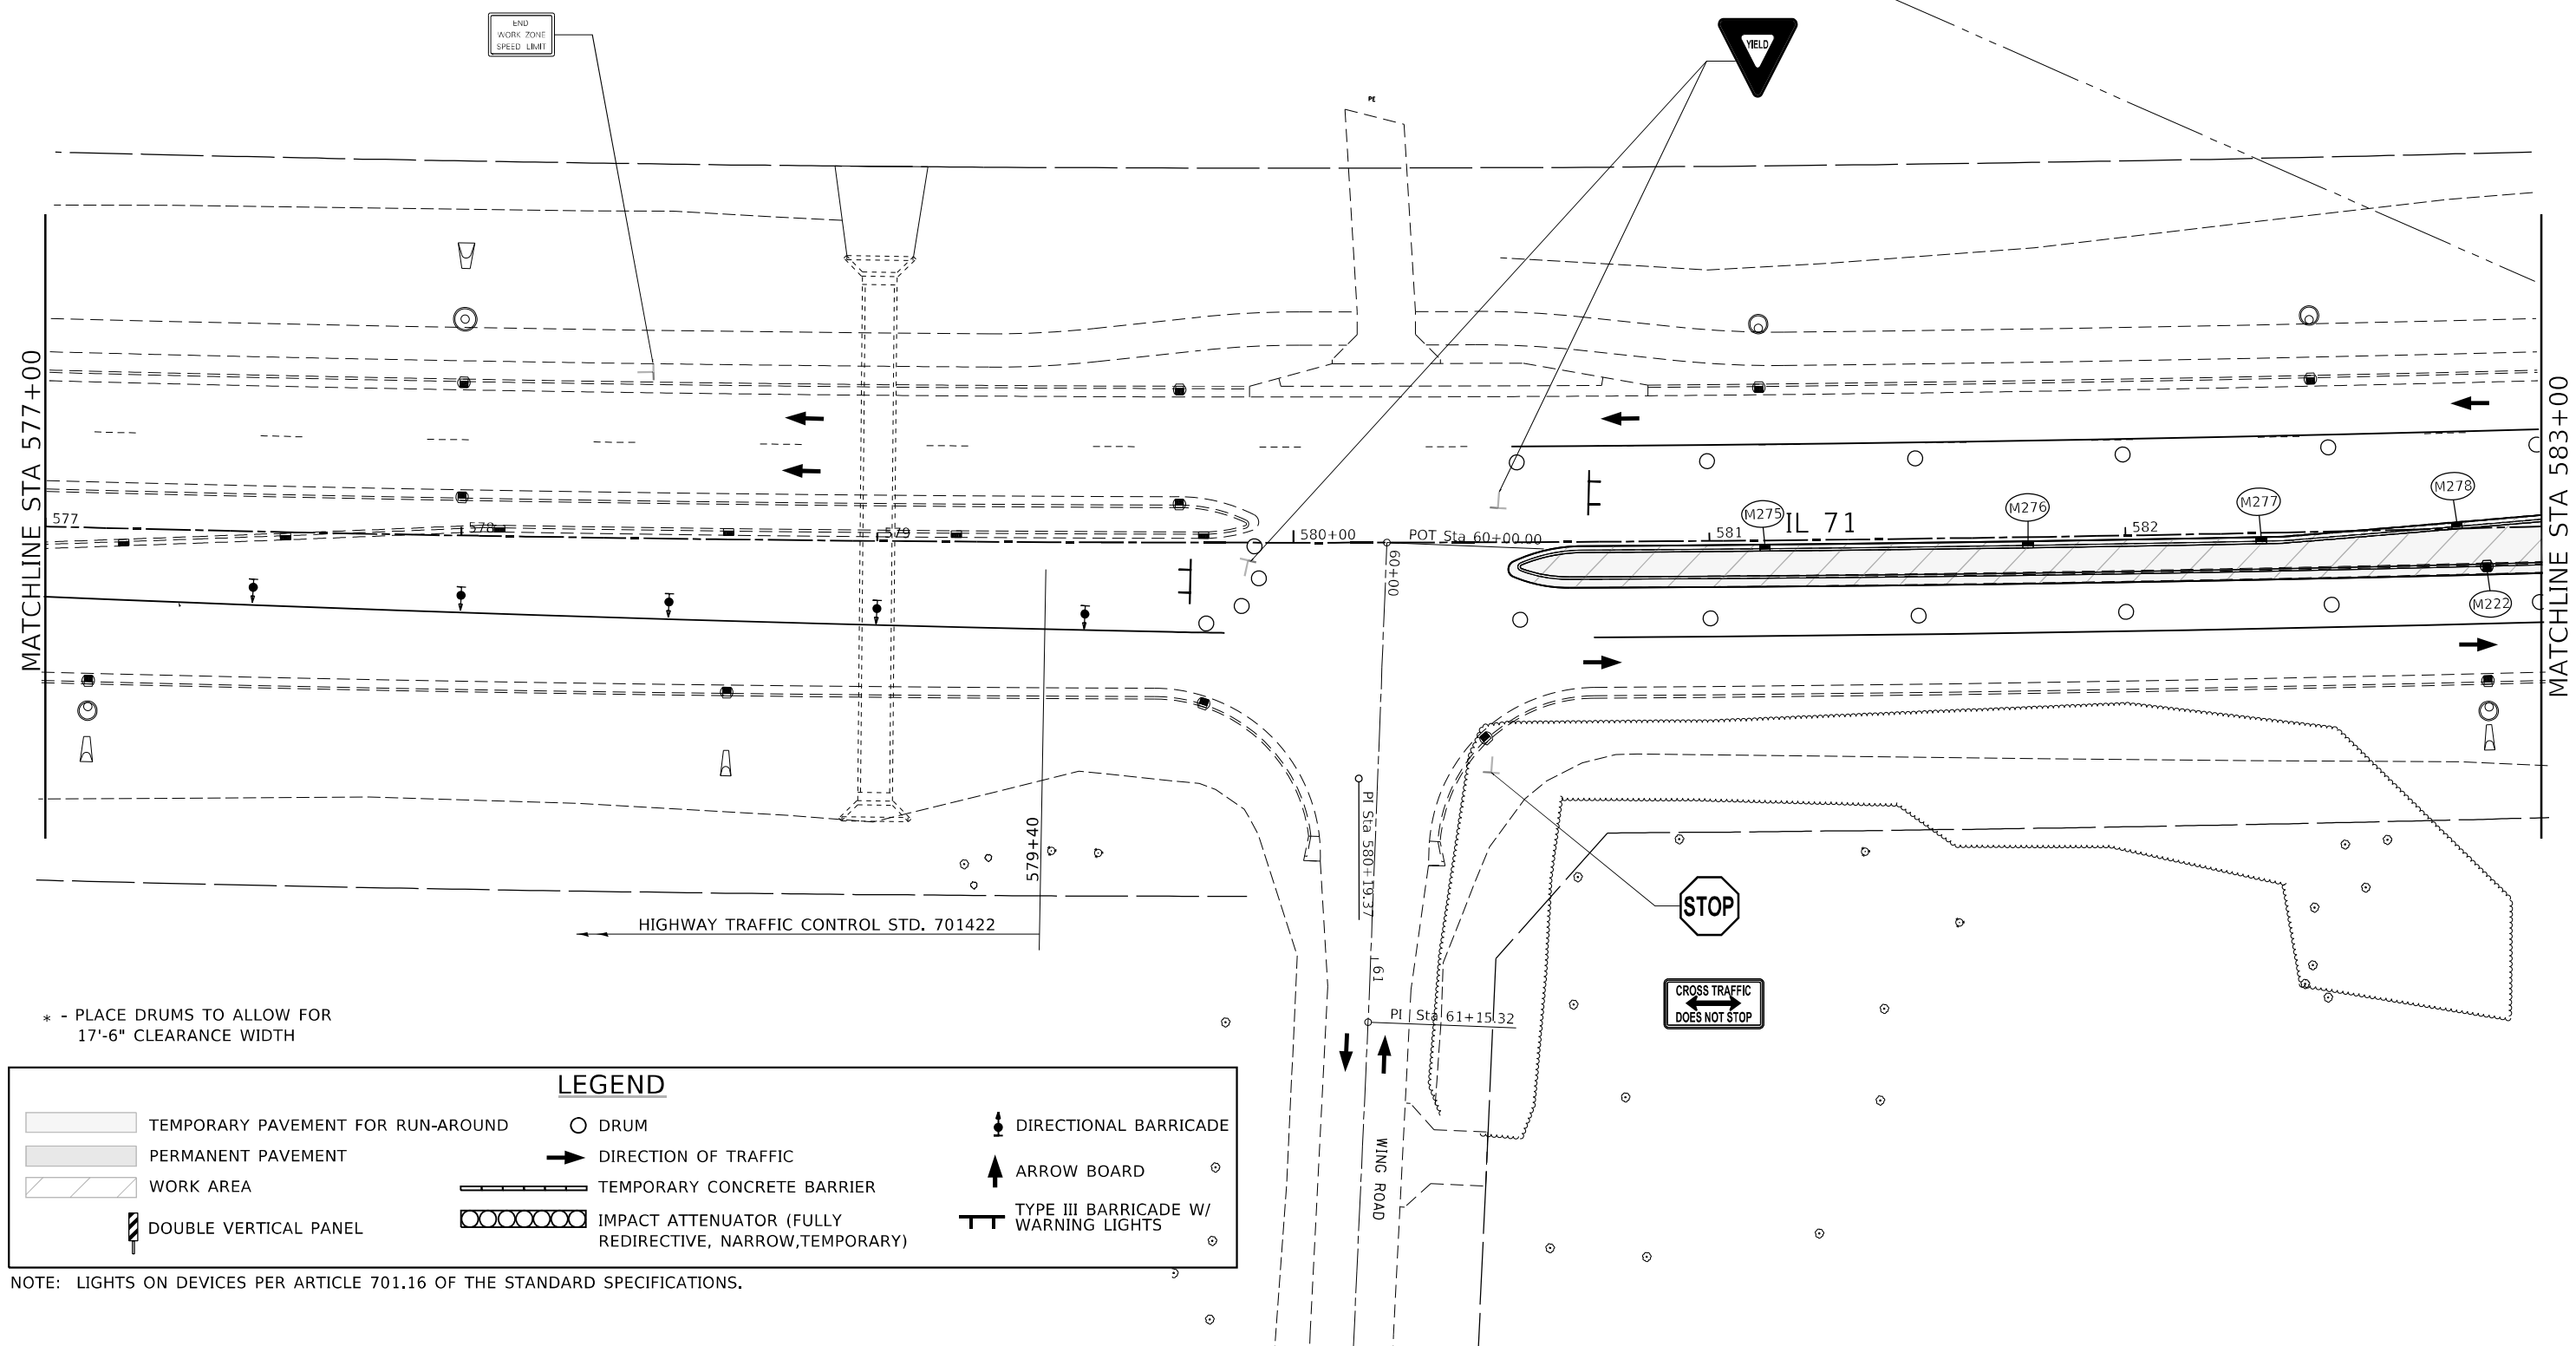 END
WORK ZONE
SPEED LIMIT
YIELD
PE
MATCHLINE STA 577+00
MATCHLINE STA 583+00
577
578
579
580+00
POT Sta 60+00.00
581
IL 71
582
M275
M276
M277
M278
M222
60+00
PI Sta 580+19.37
579+40
HIGHWAY TRAFFIC CONTROL STD. 701422
61
PI Sta 61+15.32
STOP
CROSS TRAFFIC
DOES NOT STOP
WING ROAD
* - PLACE DRUMS TO ALLOW FOR
17'-6" CLEARANCE WIDTH
LEGEND
TEMPORARY PAVEMENT FOR RUN-AROUND
PERMANENT PAVEMENT
WORK AREA
DOUBLE VERTICAL PANEL
DRUM
DIRECTION OF TRAFFIC
TEMPORARY CONCRETE BARRIER
IMPACT ATTENUATOR (FULLY
REDIRECTIVE, NARROW,TEMPORARY)
DIRECTIONAL BARRICADE
ARROW BOARD
TYPE III BARRICADE W/
WARNING LIGHTS
NOTE: LIGHTS ON DEVICES PER ARTICLE 701.16 OF THE STANDARD SPECIFICATIONS.